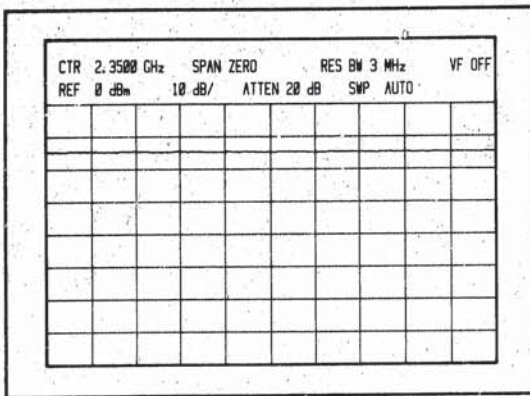 CTR 2.3500 GHz SPAN ZERO RES BW 3 MHz VF OFF
REF 0 dBm 10 dB/ ATTEN 20 dB SWP AUTO